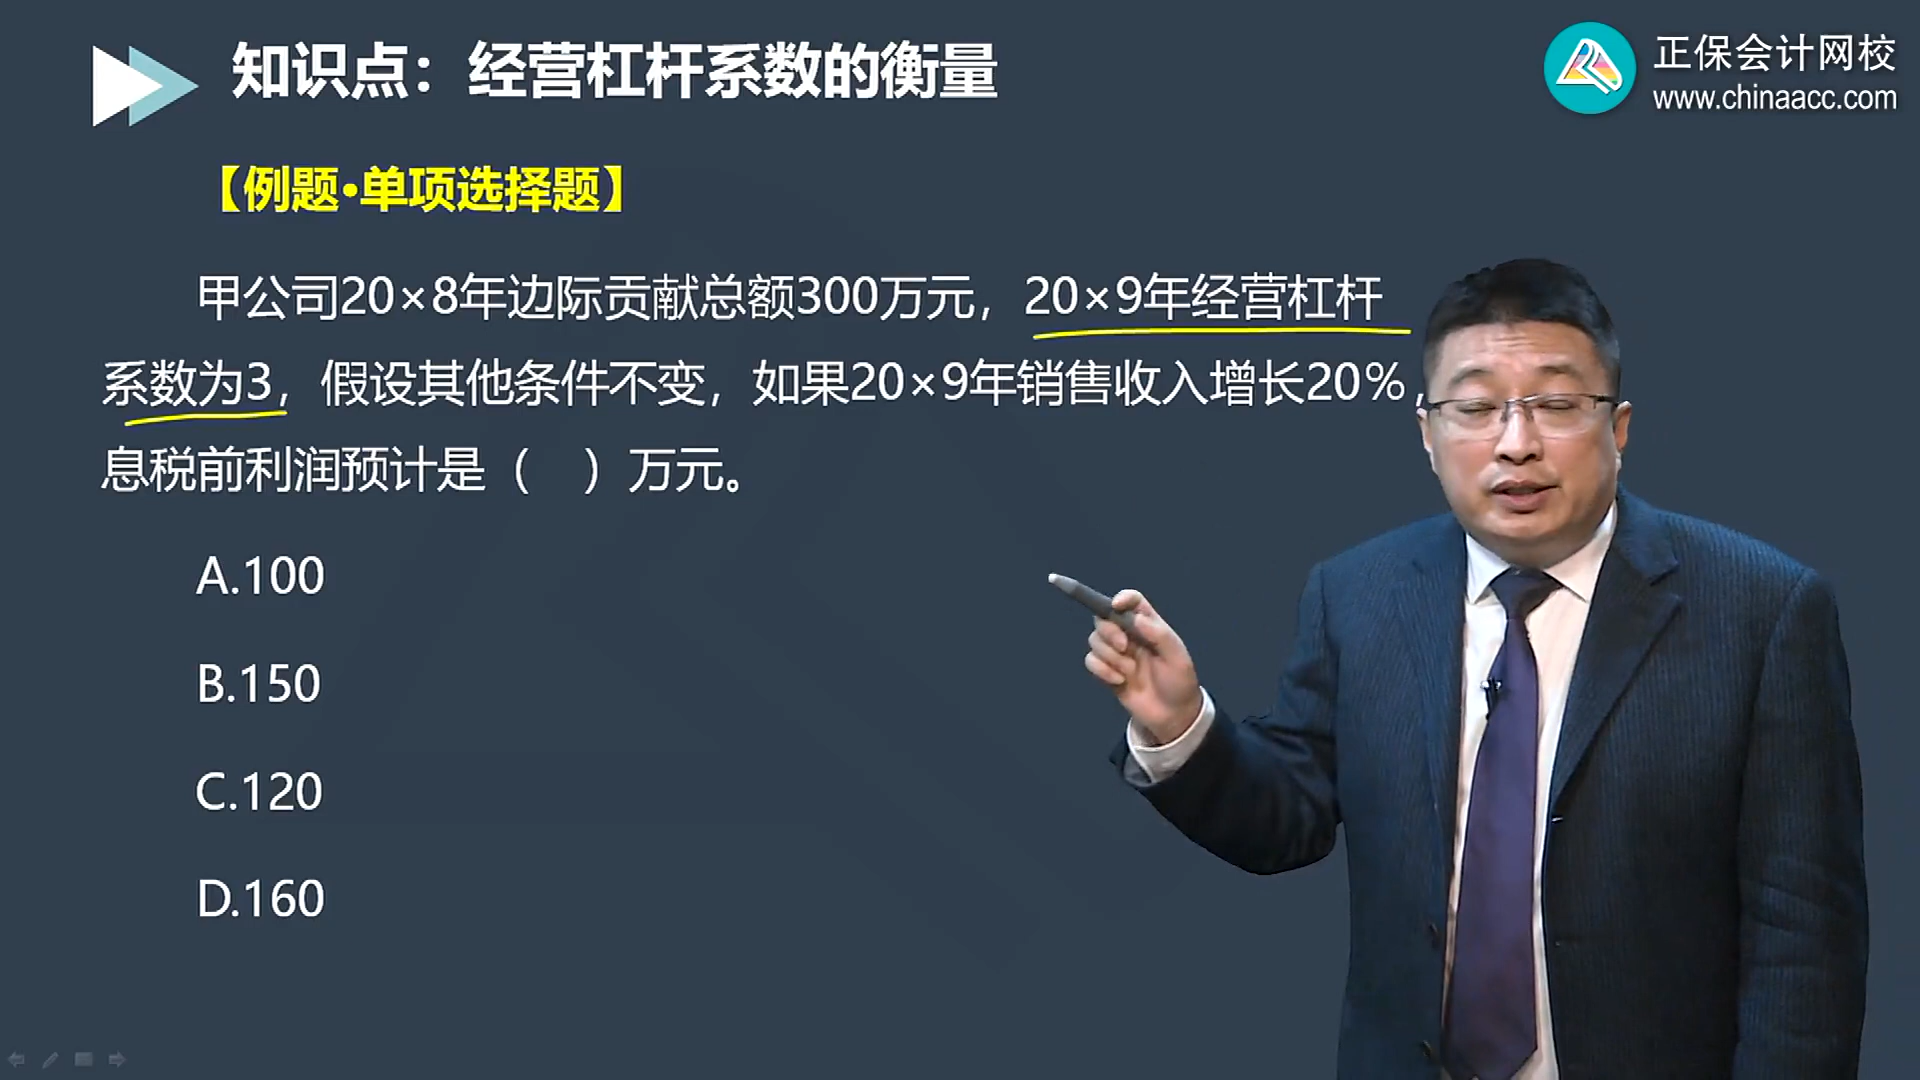 知识点：经营杠杆系数的衡量
正保会计网校
www.chinaacc.com
【例题•单项选择题】
甲公司20×8年边际贡献总额300万元，20×9年经营杠杆
系数为3，假设其他条件不变，如果20×9年销售收入增长20%，
息税前利润预计是（　）万元。
A.100
B.150
C.120
D.160